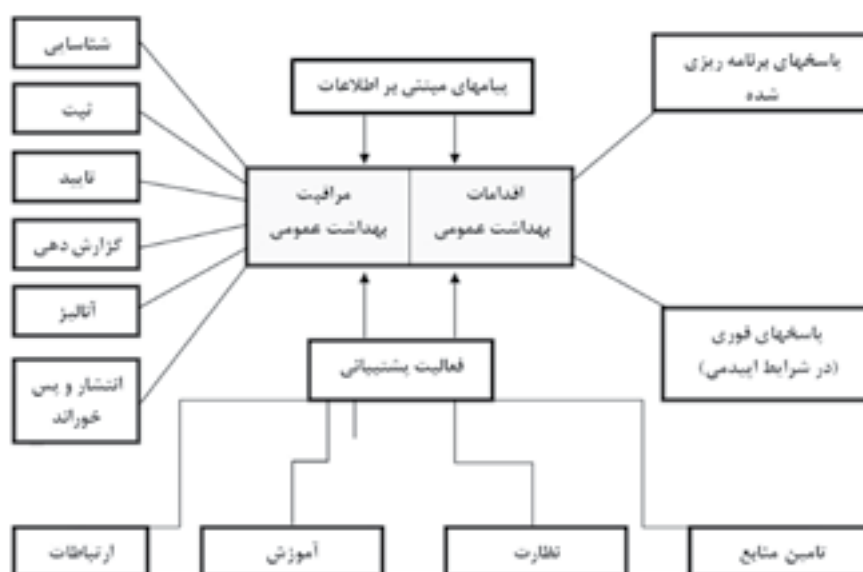 شناسایی
ثبت
تایید
گزارش دهی
آنالیز
انتشار و پس
خوراند
پیامهای مبتنی بر اطلاعات
پاسخهای برنامه ریزی
شده
مراقبت
بهداشت عمومی
اقدامات
بهداشت عمومی
پاسخهای فوری
(در شرایط اپیدمی)
فعالیت پشتیبانی
ارتباطات
آموزش
نظارت
تامین منابع